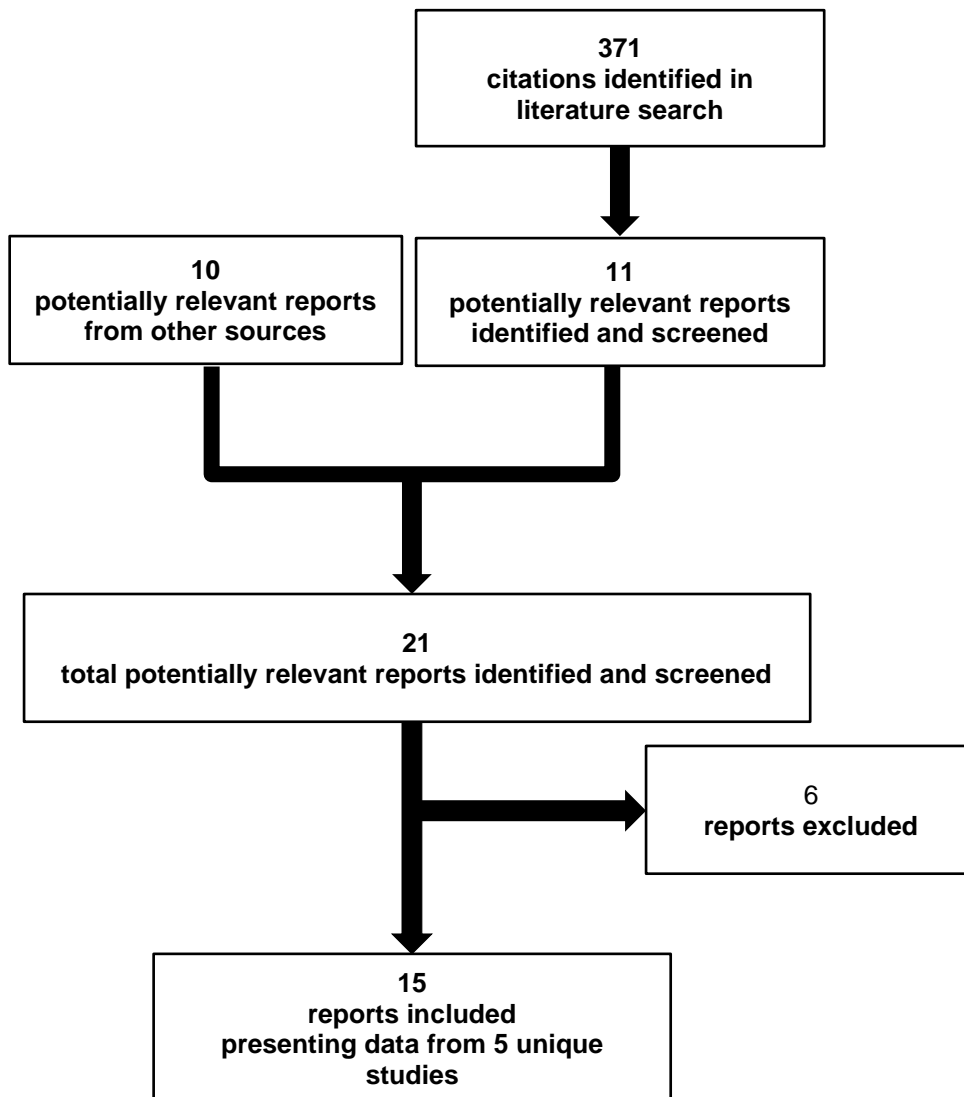 371
citations identified in
literature search
10
potentially relevant reports
from other sources
11
potentially relevant reports
identified and screened
21
total potentially relevant reports identified and screened
6
reports excluded
15
reports included
presenting data from 5 unique
studies